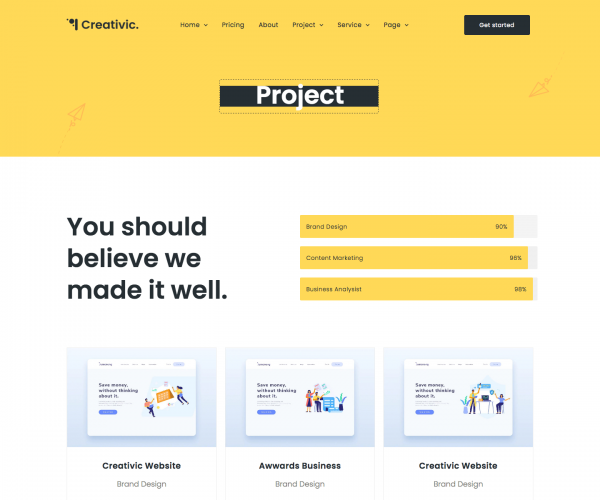 Creativic.
Home Pricing About Project Service Page
Get started
Project
You should
believe we
made it well.
Brand Design 90%
Content Marketing 96%
Business Analysist 98%
Save money,
without thinking
about it.
Save money,
without thinking
about it.
Save money,
without thinking
about it.
Creativic Website
Brand Design
Awwards Business
Brand Design
Creativic Website
Brand Design